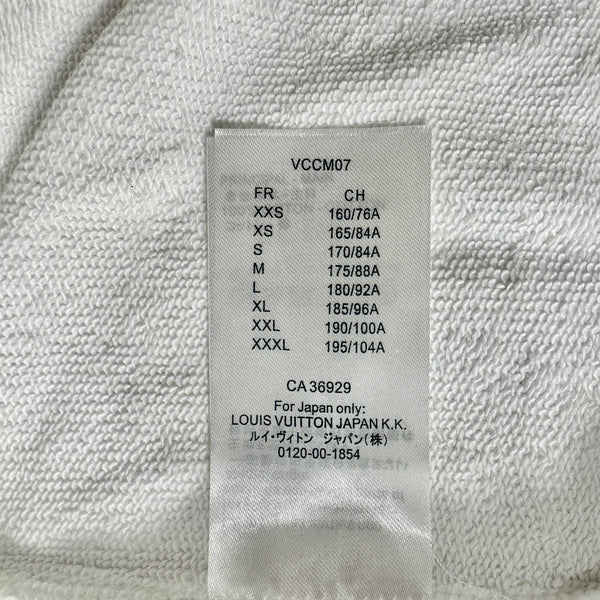 VCCM07
FR CH
XXS 160/76A
XS 165/84A
S 170/84A
M 175/88A
L 180/92A
XL 185/96A
XXL 190/100A
XXXL 195/104A
CA 36929
For Japan only:
LOUIS VUITTON JAPAN K.K.
ルイ・ヴィトン ジャパン(株)
0120-00-1854